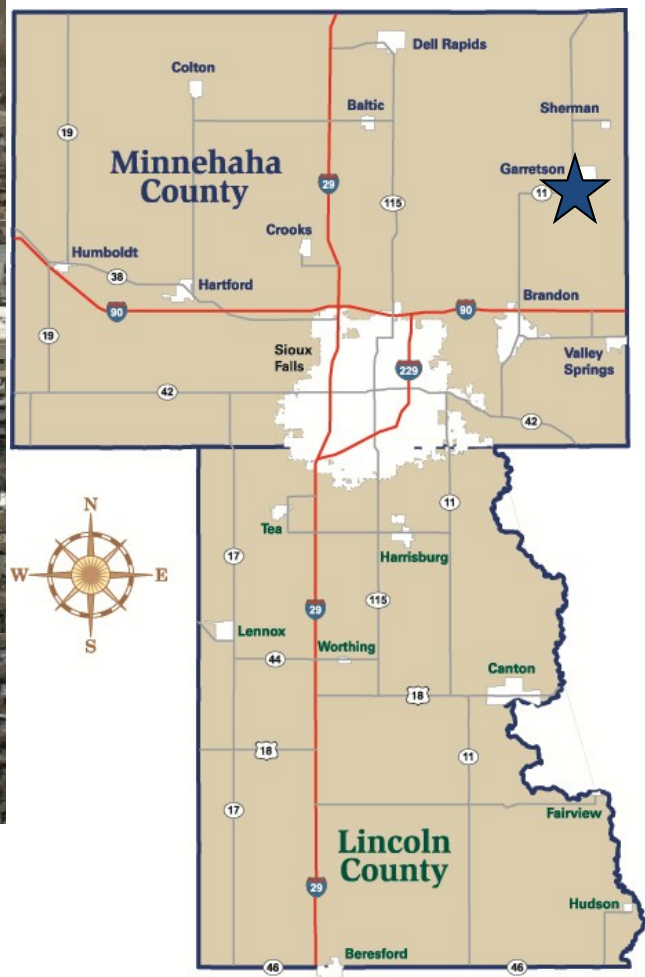 Dell Rapids
Colton
Baltic
Sherman
19
Garretson
Minnehaha
County
29
11
115
Crooks
Humboldt
38
Hartford
Brandon
90
90
19
Sioux
Falls
Valley
Springs
229
42
42
N
W
E
S
Tea
11
Harrisburg
17
29
115
Lennox
Worthing
44
Canton
18
18
11
17
Fairview
Lincoln
County
29
Hudson
Beresford
46
46